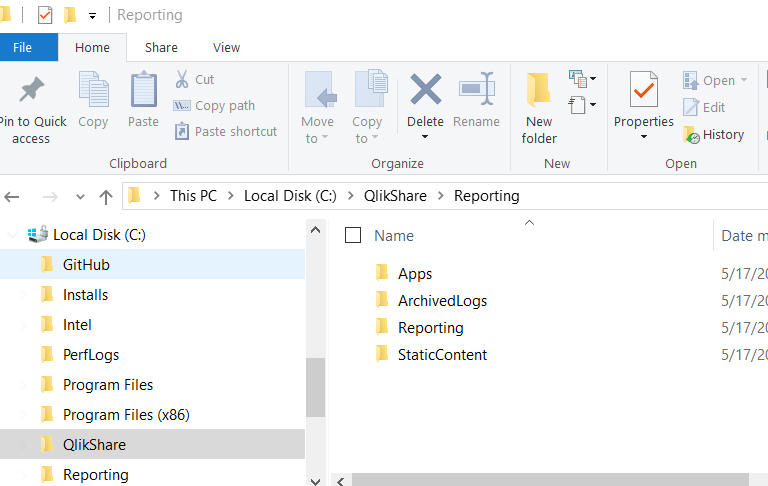 Reporting
File Home Share View
Pin to Quick access
Copy
Paste
Cut
Copy path
Paste shortcut
Clipboard
Move to
Copy to
Delete
Rename
Organize
New folder
New
Properties
Open
Edit
History
Open
This PC > Local Disk (C:) > QlikShare > Reporting
Local Disk (C:)
GitHub
Installs
Intel
PerfLogs
Program Files
Program Files (x86)
QlikShare
Reporting
Name Date m
Apps 5/17/20
ArchivedLogs 5/17/20
Reporting 5/17/20
StaticContent 5/17/20